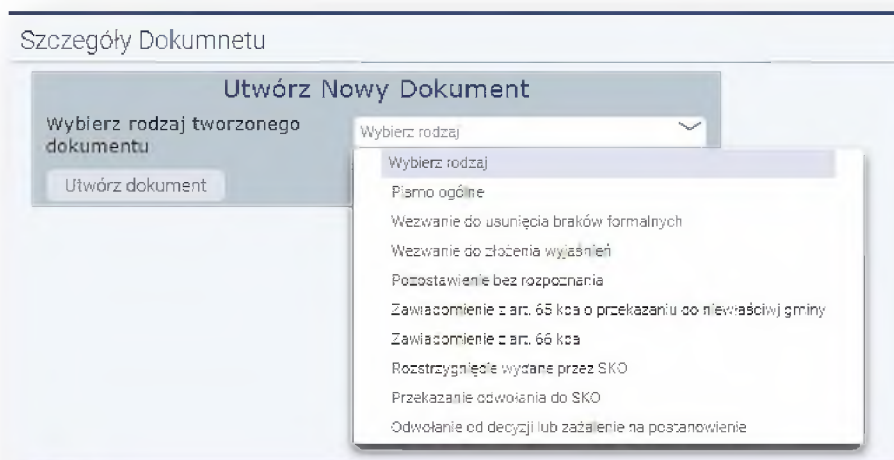 Szczegóły Dokumnetu
Utwórz Nowy Dokument
Wybierz rodzaj tworzonego
dokumentu
Wybierz rodzaj
Utwórz dokument
Wybierz rodzaj
Pismo ogólne
Wezwanie do usunięcia braków formalnych
Wezwanie do złożenia wyjaśnień
Pozostawienie bez rozpoznania
Zawiadomienie z art. 65 kpa o przekazaniu do niewłaściwj gminy
Zawiadomienie z art. 66 kpa
Rozstrzygnięcie wydane przez SKO
Przekazanie odwołania do SKO
Odwołanie od decyzji lub zażalenie na postanowienie